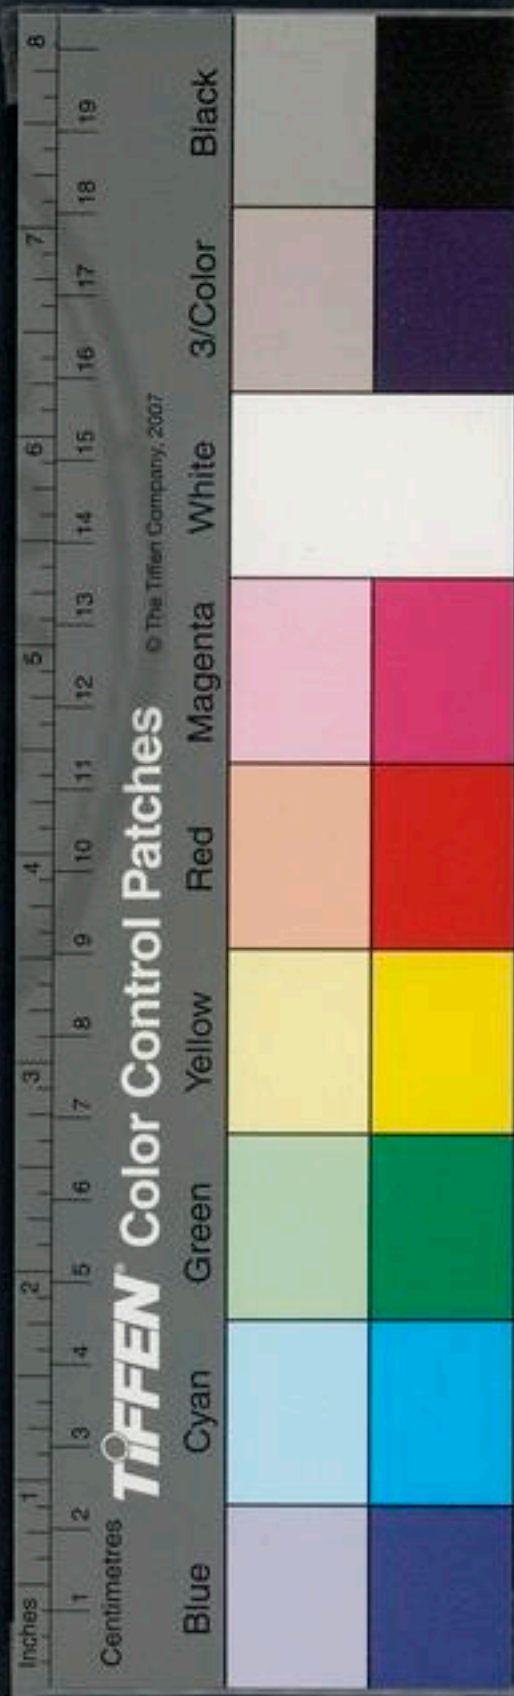 Inches 1 2 3 4 5 6 7 8
Centimetres 1 2 3 4 5 6 7 8 9 10 11 12 13 14 15 16 17 18 19
TIFFEN® Color Control Patches © The Tiffen Company, 2007
Blue Cyan Green Yellow Red Magenta White 3/Color Black